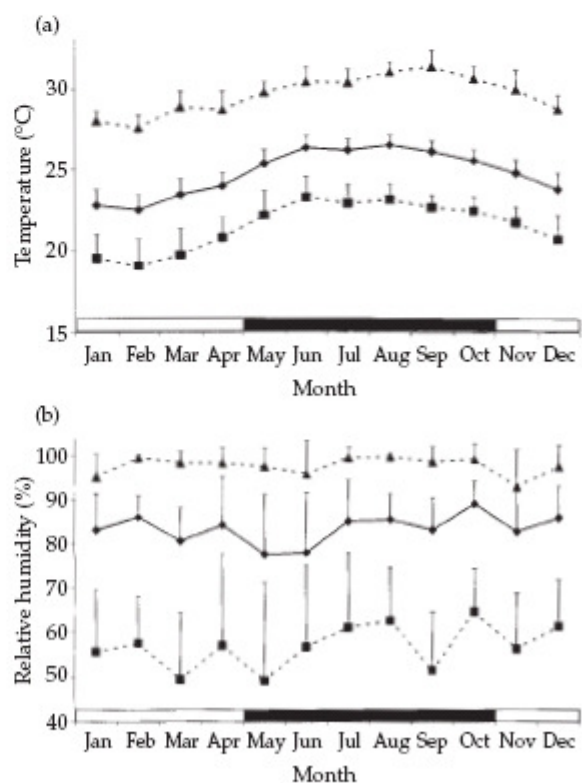 (a)
30
25
20
15
Temperature (°C)
Jan Feb Mar Apr May Jun Jul Aug Sep Oct Nov Dec
Month
(b)
100
90
80
70
60
50
40
Relative humidity (%)
Jan Feb Mar Apr May Jun Jul Aug Sep Oct Nov Dec
Month